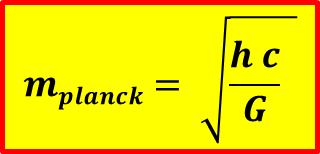 m_planck = √(h c / G)